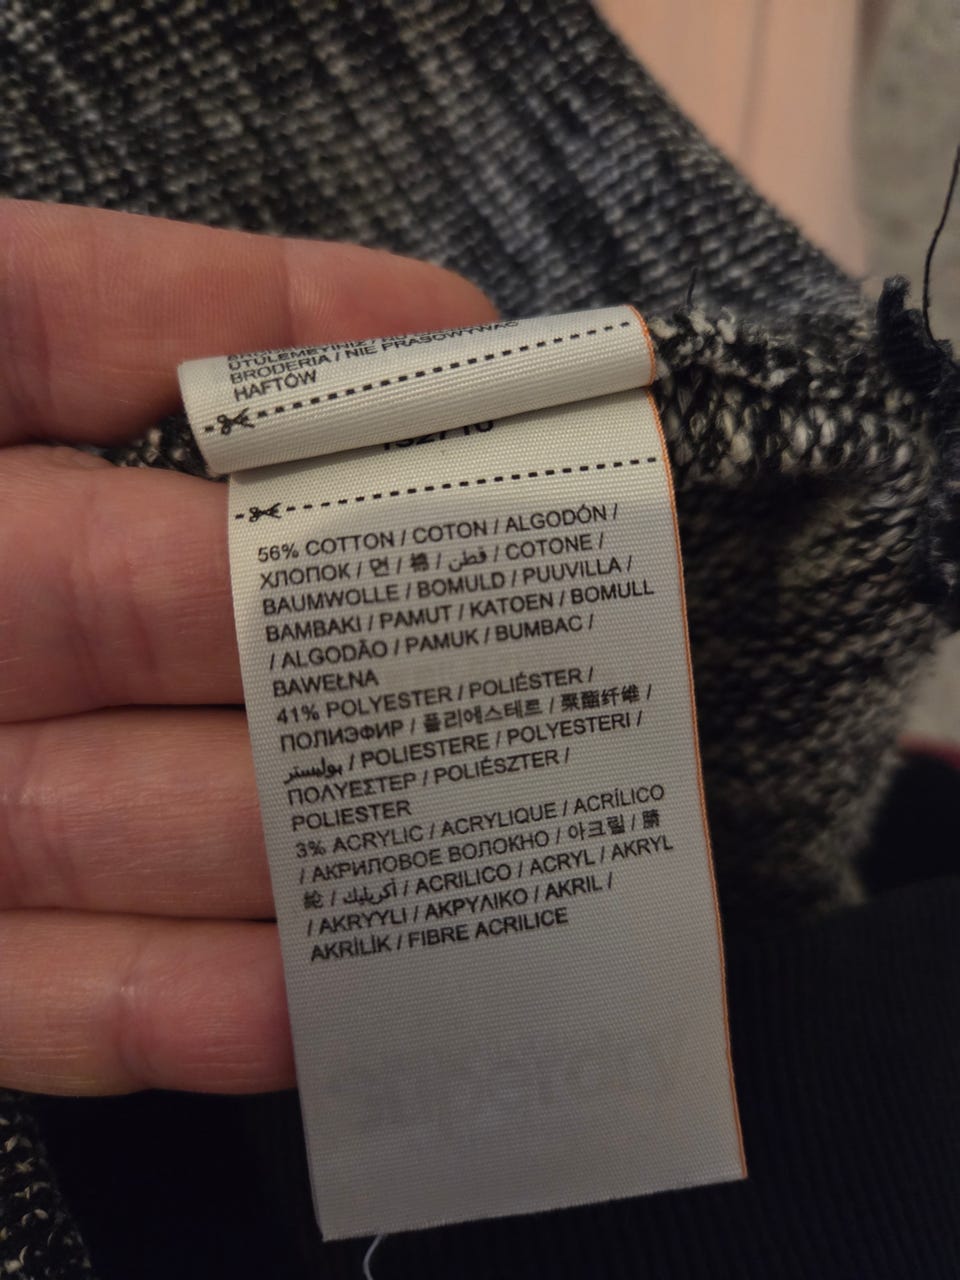 UTÜLEMEYINIZ /
BRODERIA / NIE PRASOWYWAĆ
HAFTÓW
56% COTTON / COTON / ALGODÓN /
ХЛОПОК / 면 / 棉 / قطن / COTONE /
BAUMWOLLE / BOMULD / PUUVILLA /
BAMBAKI / PAMUT / KATOEN / BOMULL
/ ALGODÃO / PAMUK / BUMBAC /
BAWEŁNA
41% POLYESTER / POLIÉSTER /
ПОЛИЭФИР / 폴리에스테르 / 聚酯纤维 /
بوليستر / POLIESTERE / POLYESTERI /
ΠΟΛΥΕΣΤΕΡ / POLIÉSZTER /
POLIESTER
3% ACRYLIC / ACRYLIQUE / ACRÍLICO
/ АКРИЛОВОЕ ВОЛОКНО / 아크릴 / 腈
纶 / أكريليك / ACRILICO / ACRYL / AKRYL
/ AKRYYLI / ΑΚΡΥΛΙΚΟ / AKRIL /
AKRİLİK / FIBRE ACRILICE